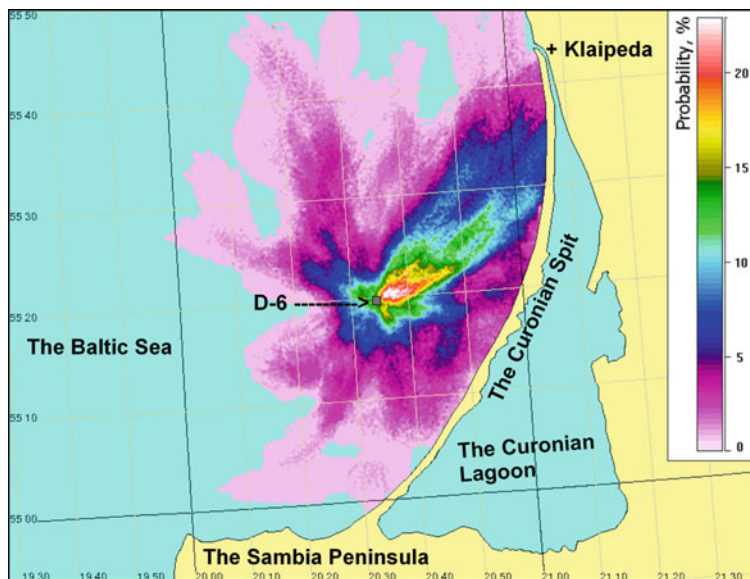 55 50
55 40
55 30
55 20
55 10
55 00
+ Klaipeda
D-6 --------->
The Baltic Sea
The Curonian Spit
The Curonian
Lagoon
The Sambia Peninsula
19.30 19.40 19.50 20.00 20.10 20.20 20.30 20.40 20.50 21.00 21.10 21.20 21.30
Probability, %
20
15
10
5
0